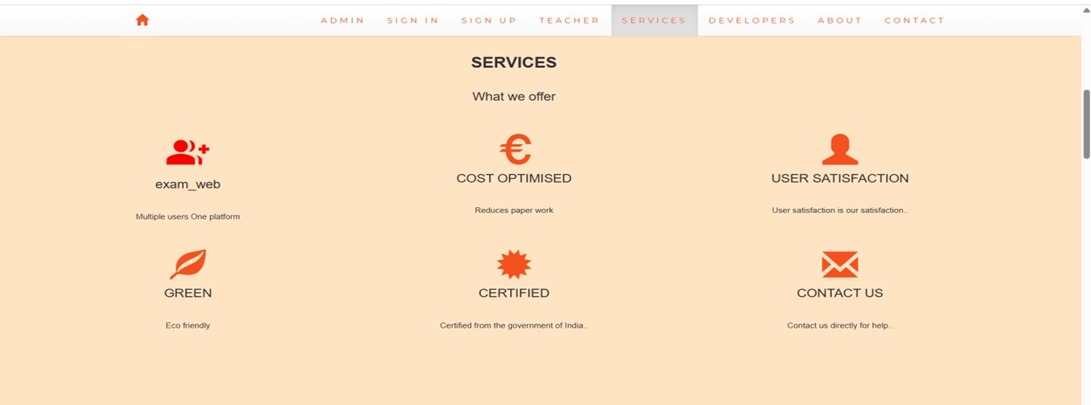 ADMIN SIGN IN SIGN UP TEACHER SERVICES DEVELOPERS ABOUT CONTACT
SERVICES
What we offer
exam_web
Multiple users One platform
COST OPTIMISED
Reduces paper work
USER SATISFACTION
User satisfaction is our satisfaction..
GREEN
Eco friendly
CERTIFIED
Certified from the government of India..
CONTACT US
Contact us directly for help..